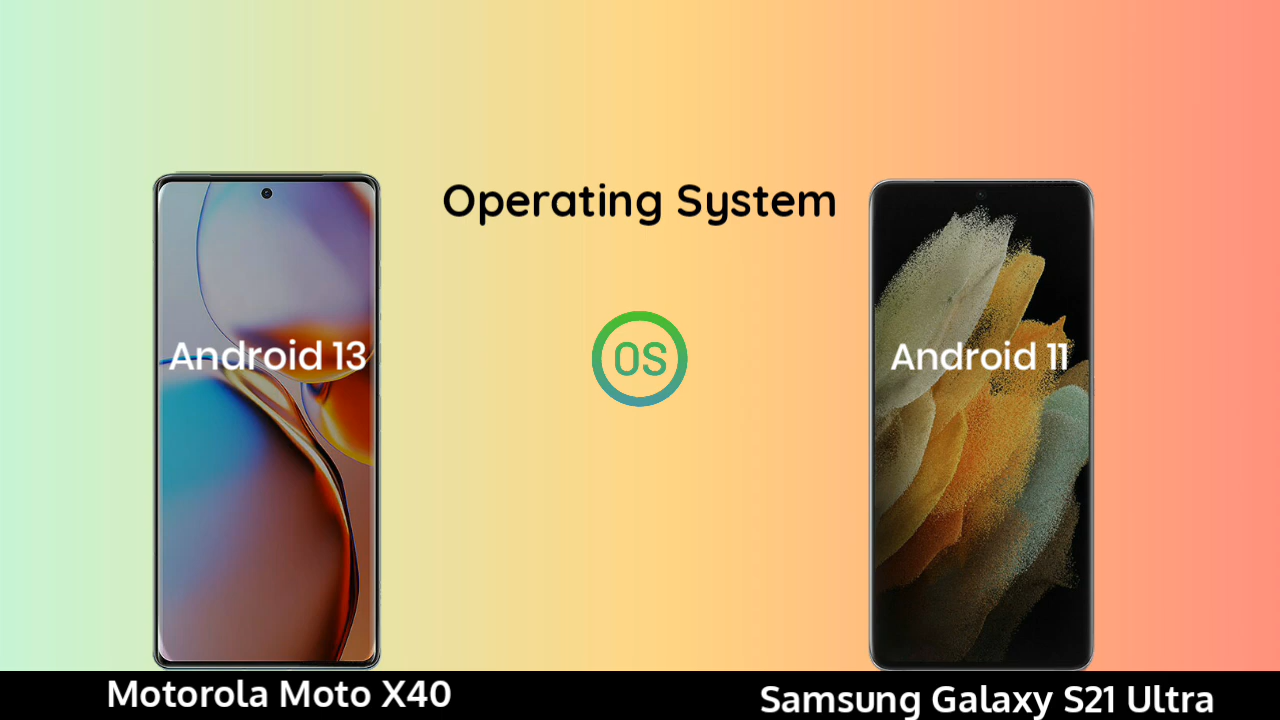 Operating System
OS
Android 13
Android 11
Motorola Moto X40
Samsung Galaxy S21 Ultra